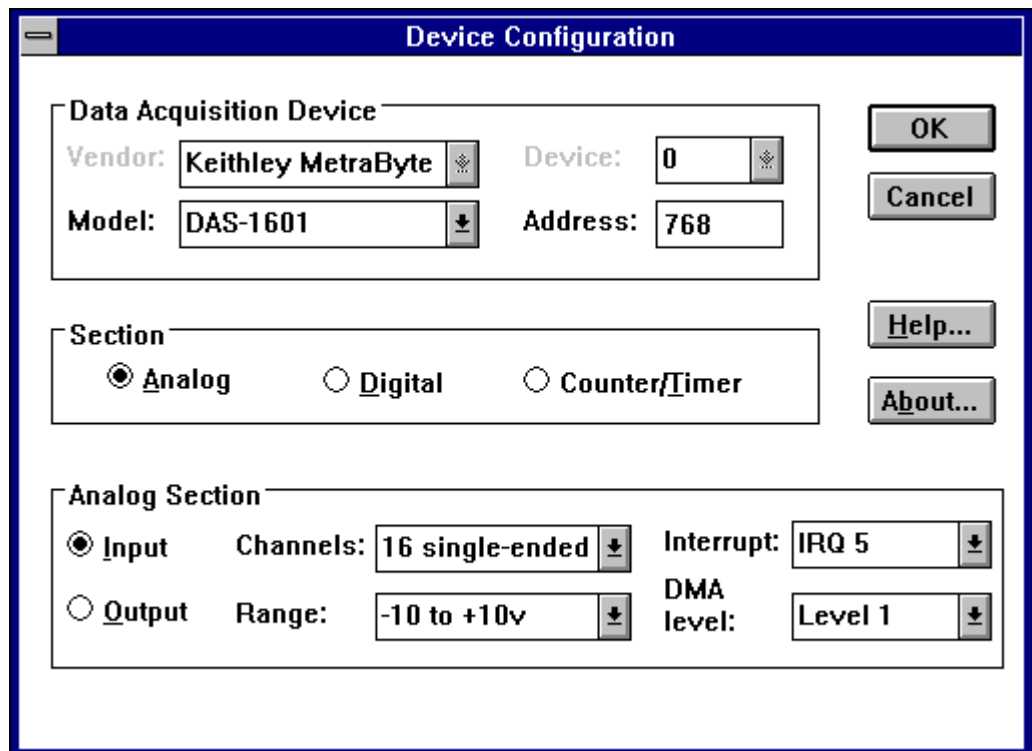 Device Configuration
Data Acquisition Device
Vendor: Keithley MetraByte Device: 0
Model: DAS-1601 Address: 768
OK
Cancel
Section
Analog Digital Counter/Timer
Help...
About...
Analog Section
Input Channels: 16 single-ended Interrupt: IRQ 5
Output Range: -10 to +10v DMA level: Level 1